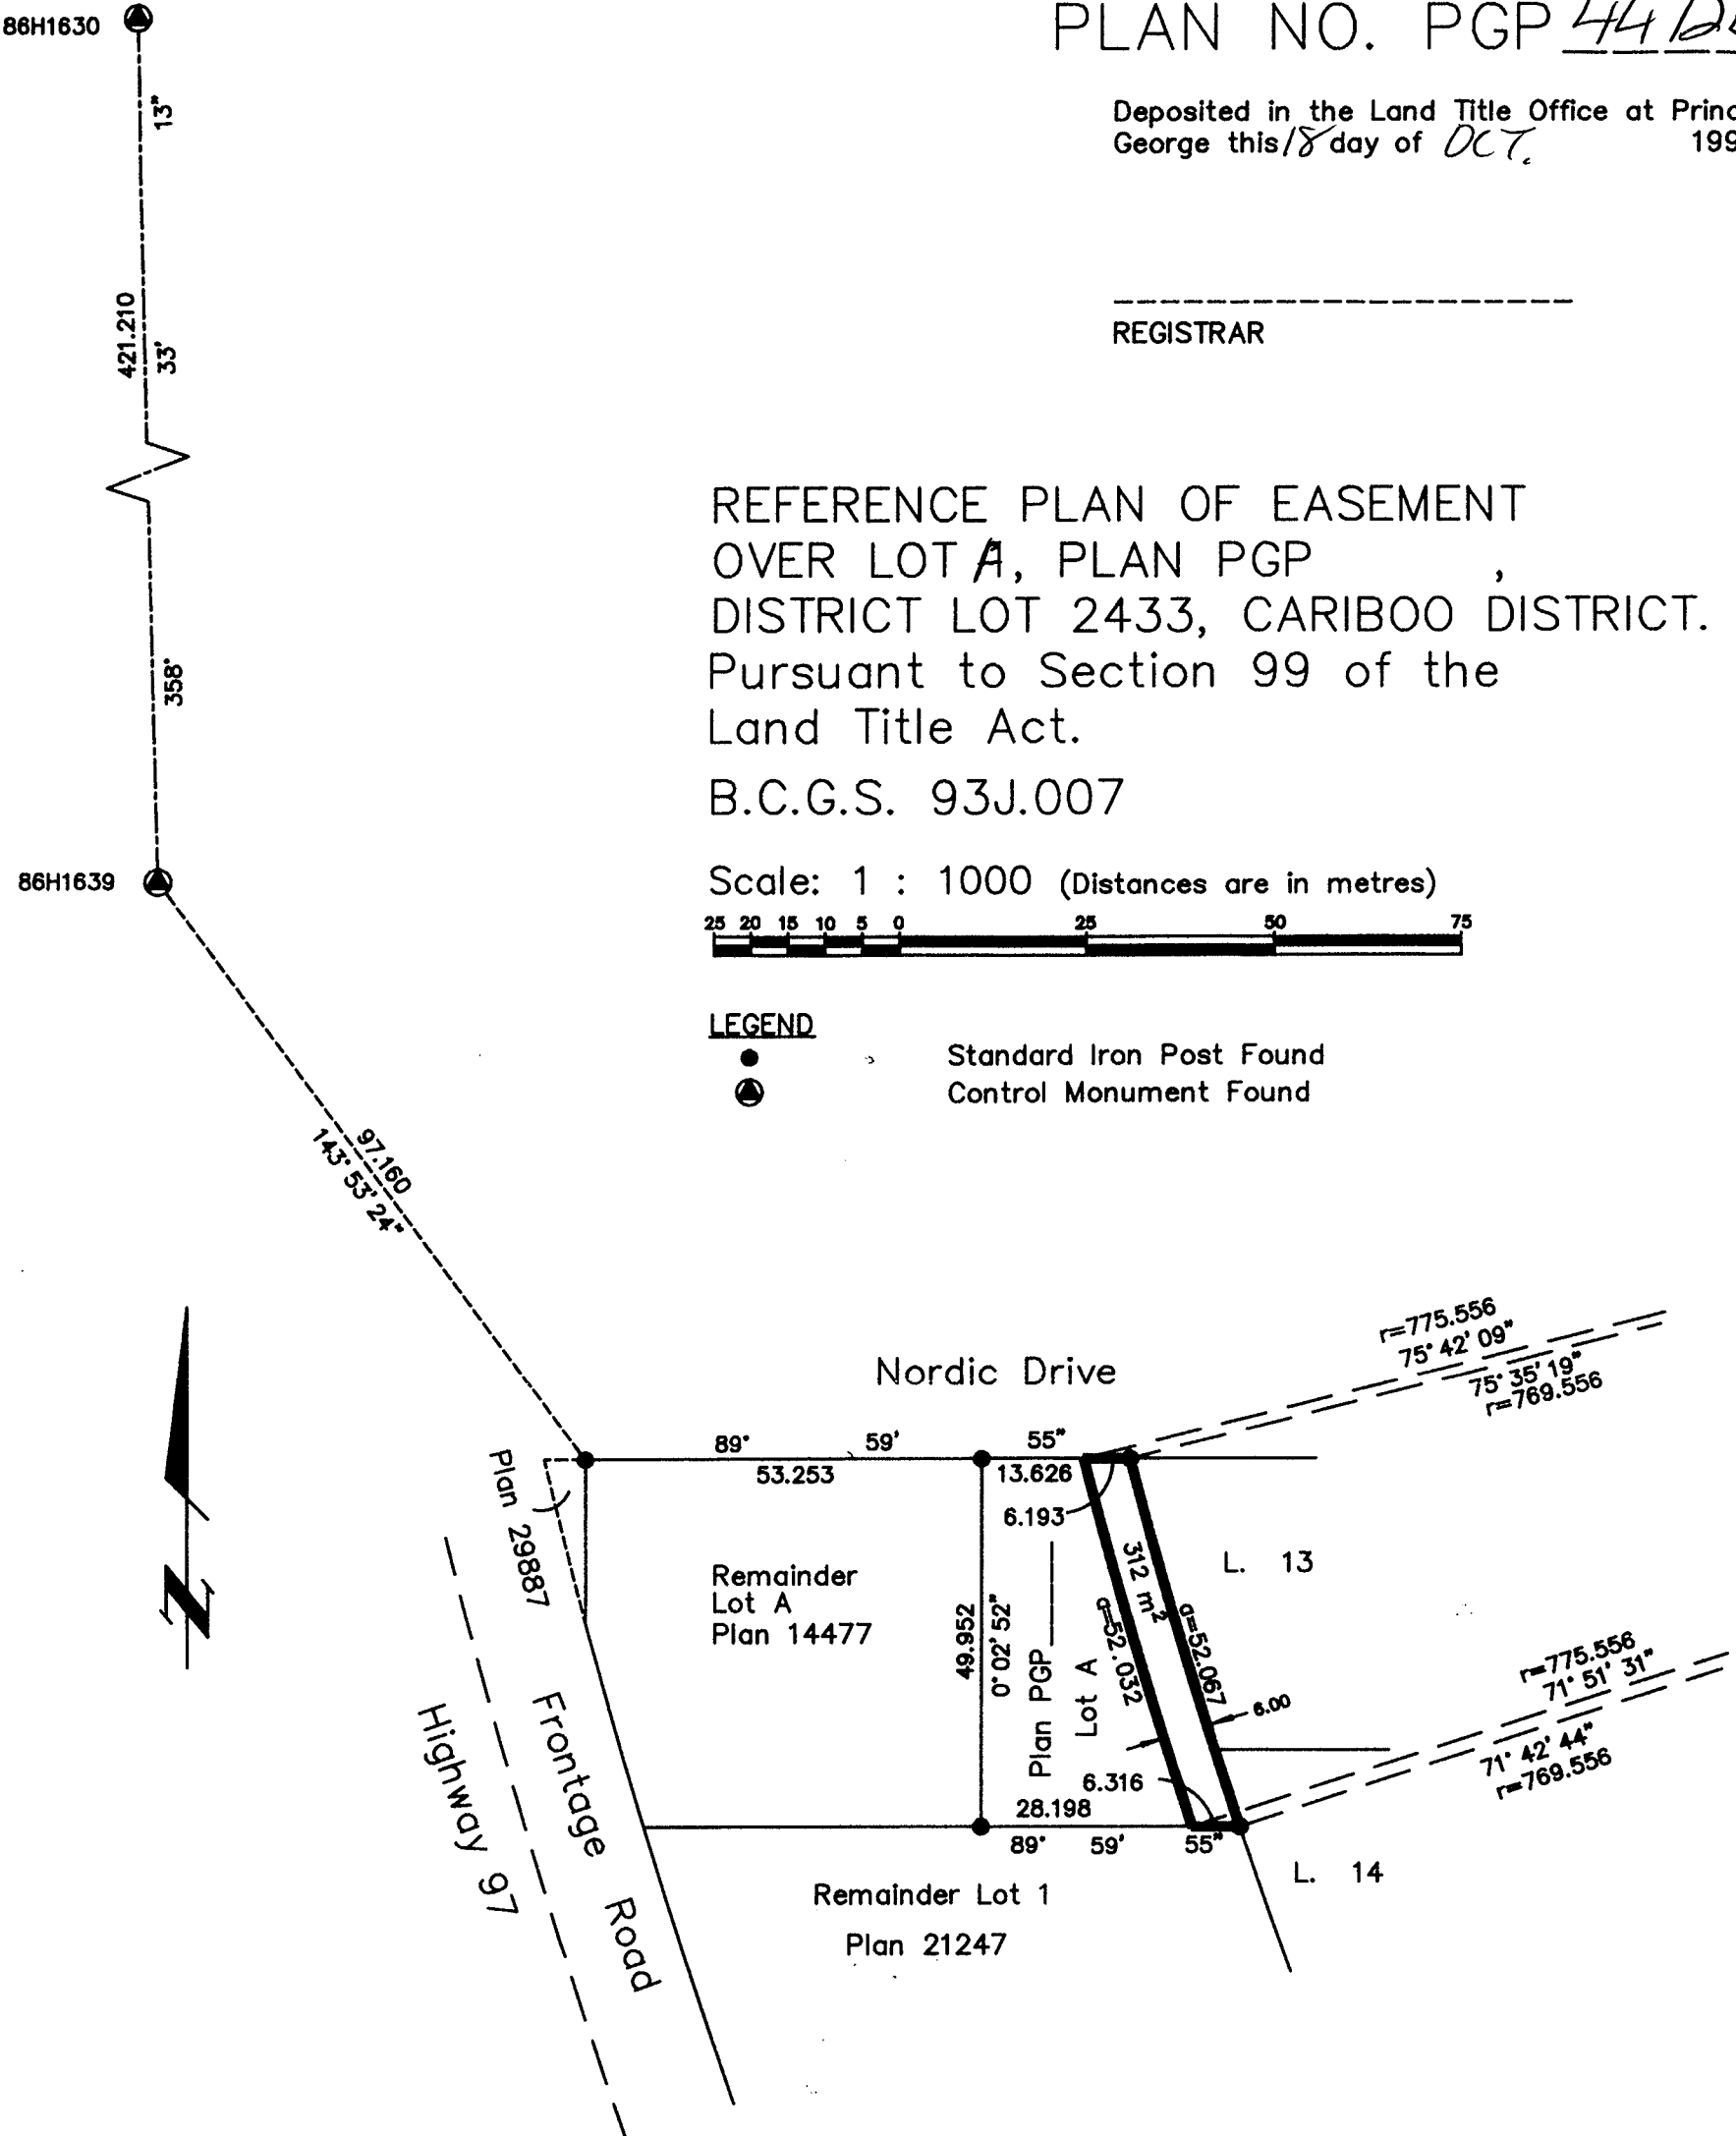 86H1630
PLAN NO. PGP
Deposited in the Land Title Office at Princ
George this 18 day of OCT. 199
13"
421.210
33'
REGISTRAR
358°
86H1639
REFERENCE PLAN OF EASEMENT
OVER LOT A, PLAN PGP ,
DISTRICT LOT 2433, CARIBOO DISTRICT.
Pursuant to Section 99 of the
Land Title Act.
B.C.G.S. 93J.007
Scale: 1 : 1000 (Distances are in metres)
25 20 15 10 5 0 25 50 75
LEGEND
Standard Iron Post Found
Control Monument Found
97.160
143° 53' 24"
N
Nordic Drive
r=775.556
75° 42' 09"
75° 35' 19"
r=769.556
89° 59' 55"
53.253
13.626
6.193
Plan 29887
Remainder
Lot A
Plan 14477
49.952
0° 02' 52"
Plan PGP
Lot A
312 m²
a=52.032
a=52.067
6.00
L. 13
r=775.556
71° 51' 31"
71° 42' 44"
r=769.556
6.316
28.198
89° 59' 55"
L. 14
Remainder Lot 1
Plan 21247
Frontage Road
Highway 97